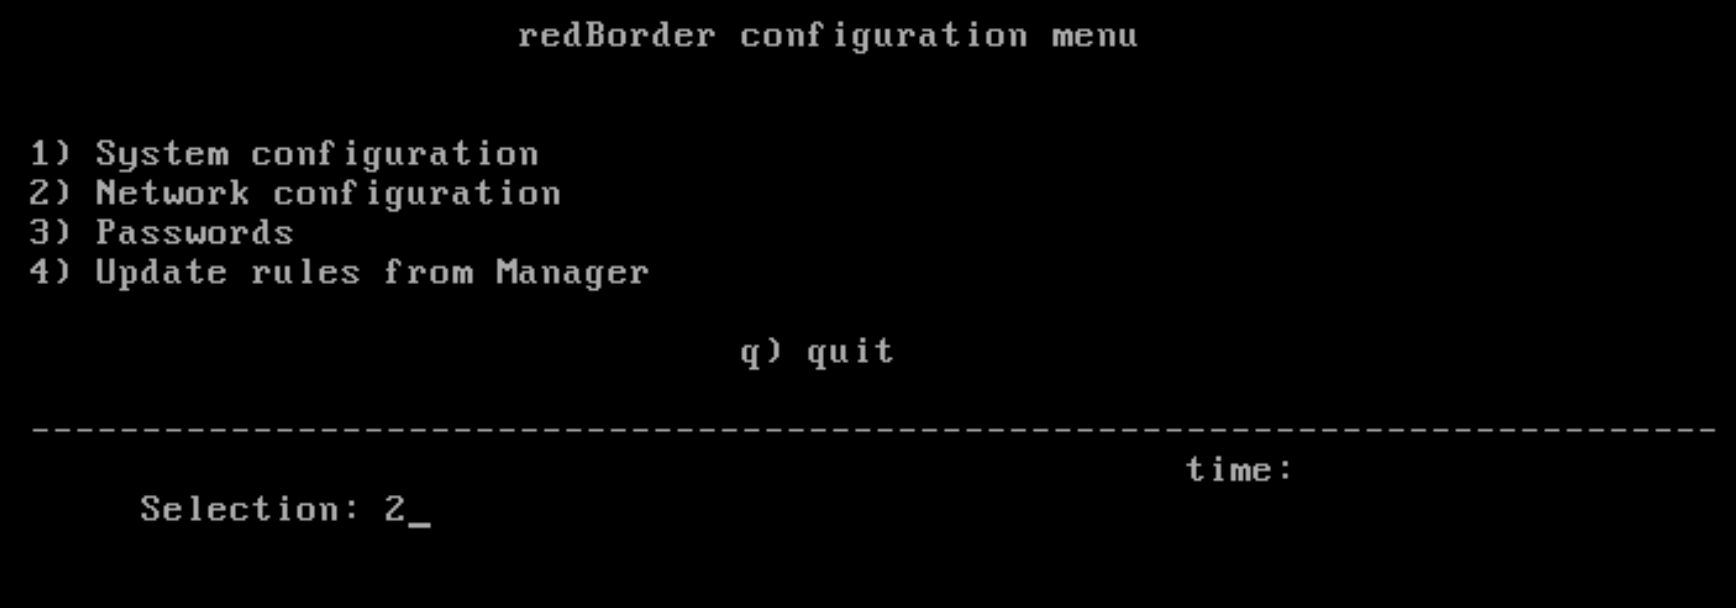 redBorder configuration menu
1) System configuration
2) Network configuration
3) Passwords
4) Update rules from Manager
q) quit
--------------------------------------------------------------------------------
time:
Selection: 2_